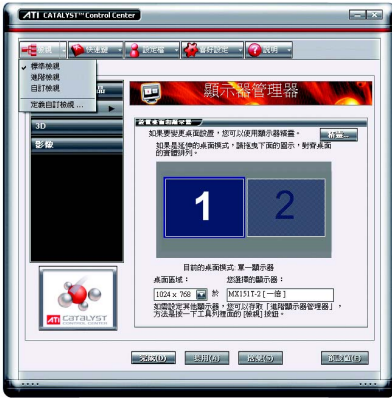 ATI CATALYST™ Control Center
檢視 快速鍵 設定檔 喜好設定 說明
標準檢視
進階檢視
自訂檢視
定義自訂檢視 ...
品
3D
影像
顯示器管理器
如果要變更桌面設置，您可以使用顯示器精靈。
精靈...
如果是延伸的桌面模式，請拖曳下面的圖示，對齊桌面
的實體排列。
1 2
目前的桌面模式: 單一顯示器
桌面區域： 您選擇的顯示器：
1024 x 768 於 MX151T-2 [一倍]
如需設定其他顯示器，您可以存取「進階顯示器管理器」，
方法是按一下工具列裡面的 [檢視] 按鈕。
ATI CATALYST
CONTROL CENTER
完成(O) 套用(A) 預設值(E)